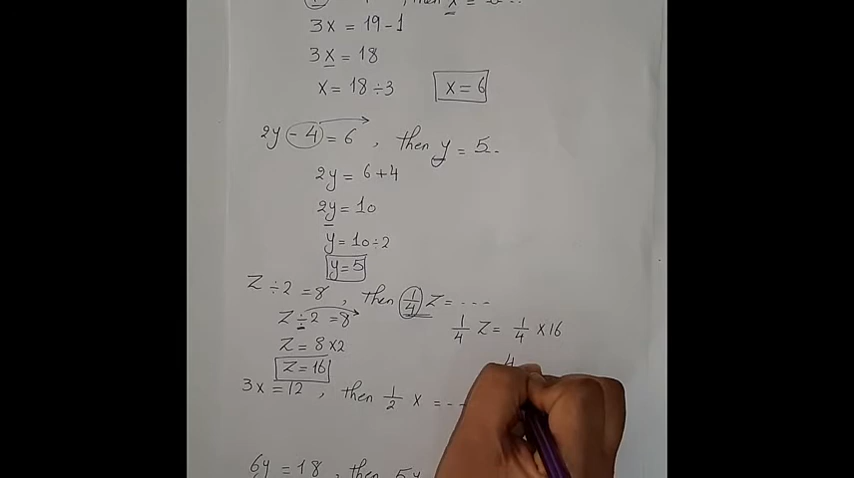 , then x =
3x = 19 - 1
3x = 18
x = 18 ÷ 3 x = 6
2y - 4 = 6 , then y = 5.
2y = 6 + 4
2y = 10
y = 10 ÷ 2
y = 5
Z ÷ 2 = 8 , then 1/4 Z = ---
Z ÷ 2 = 8
1/4 Z = 1/4 x 16
Z = 8 x 2
Z = 16
4
3x = 12 , then 1/2 x = --
6y = 18 , then 5y